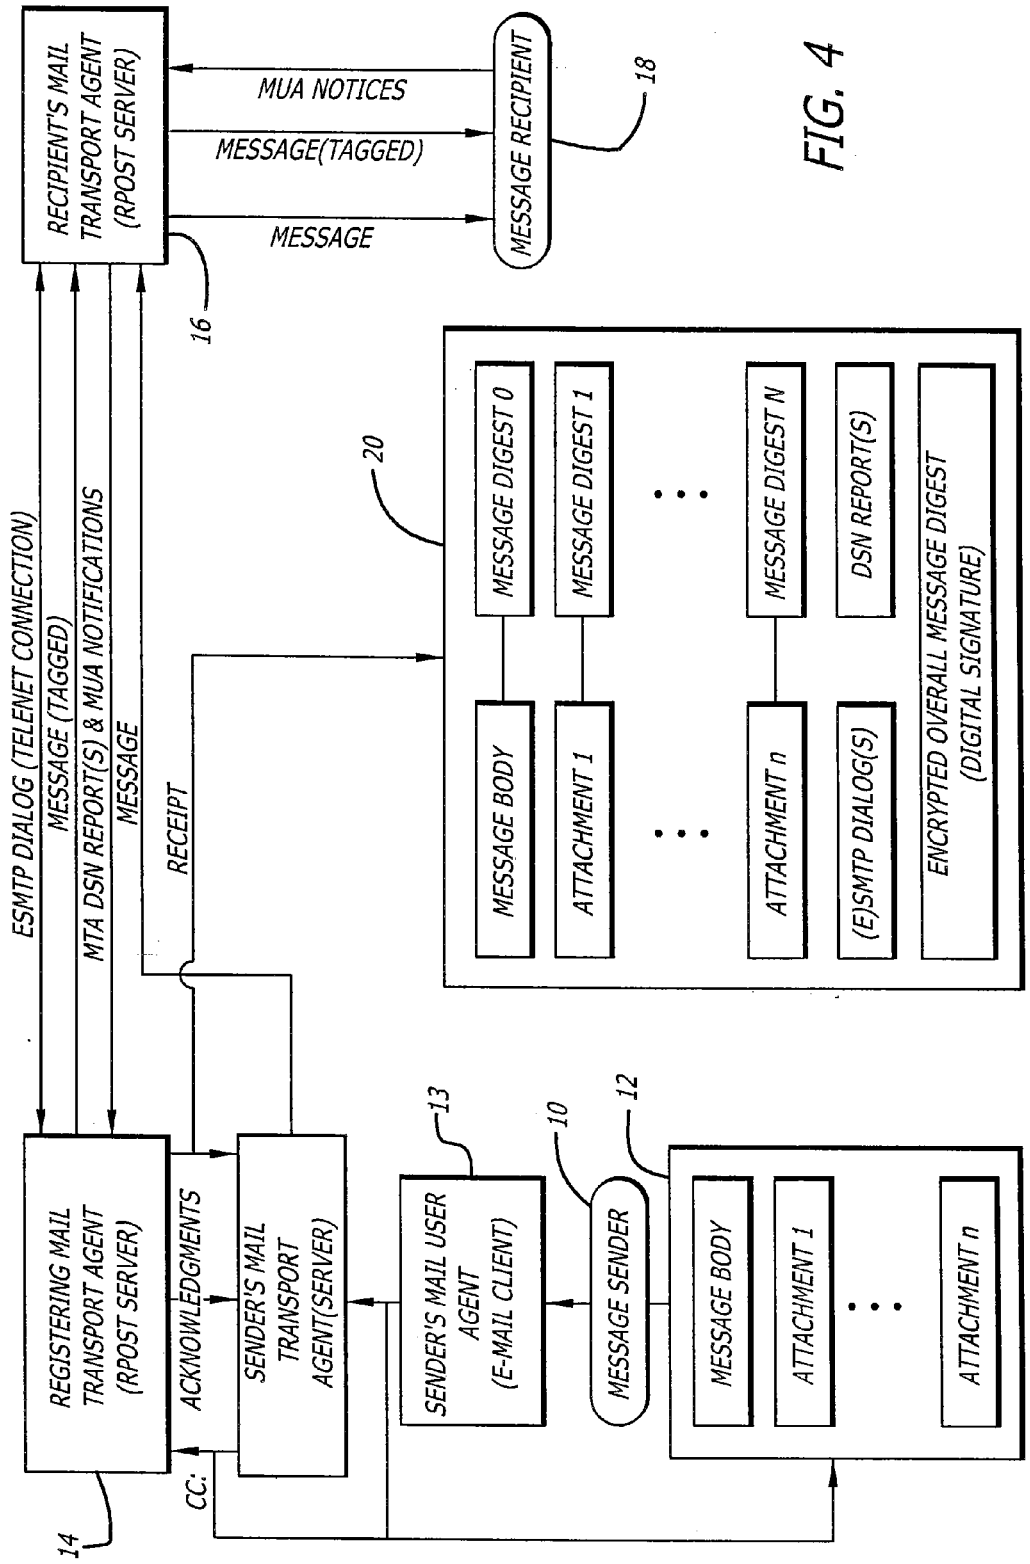 14
REGISTERING MAIL
TRANSPORT AGENT
(RPOST SERVER)
ESMTP DIALOG (TELENET CONNECTION)
MESSAGE (TAGGED)
MTA DSN REPORT(S) & MUA NOTIFICATIONS
MESSAGE
RECIPIENT'S MAIL
TRANSPORT AGENT
(RPOST SERVER)
16
CC:
ACKNOWLEDGMENTS
RECEIPT
SENDER'S MAIL
TRANSPORT
AGENT(SERVER)
MESSAGE
MESSAGE(TAGGED)
MUA NOTICES
SENDER'S MAIL USER
AGENT
(E-MAIL CLIENT)
13
MESSAGE RECIPIENT
18
MESSAGE SENDER
10
12
MESSAGE BODY
ATTACHMENT 1
• • •
ATTACHMENT n
20
MESSAGE BODY
MESSAGE DIGEST 0
ATTACHMENT 1
MESSAGE DIGEST 1
• • •
• • •
ATTACHMENT n
MESSAGE DIGEST N
(E)SMTP DIALOG(S)
DSN REPORT(S)
ENCRYPTED OVERALL MESSAGE DIGEST
(DIGITAL SIGNATURE)
FIG. 4